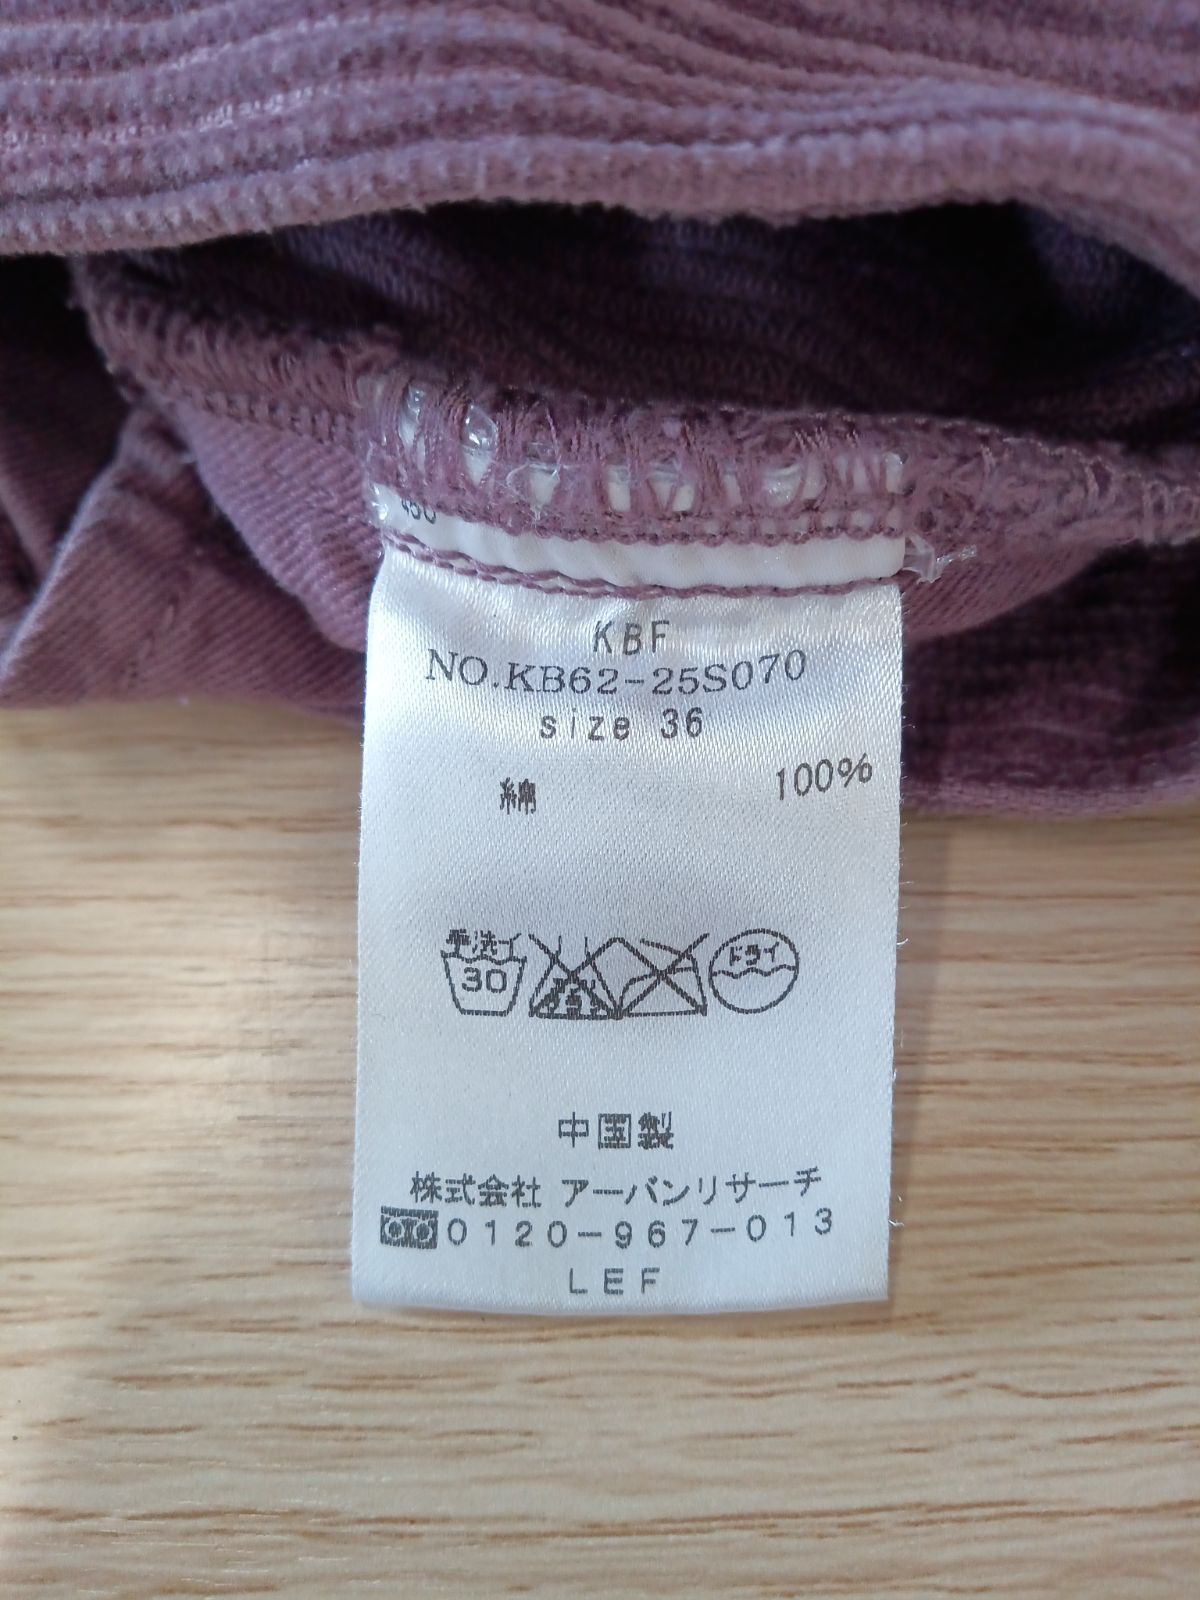 KBF
NO.KB62-25S070
size 36
綿 100%
手洗イ
30
ドライ
中国製
株式会社 アーバンリサーチ
0120-967-013
LEF